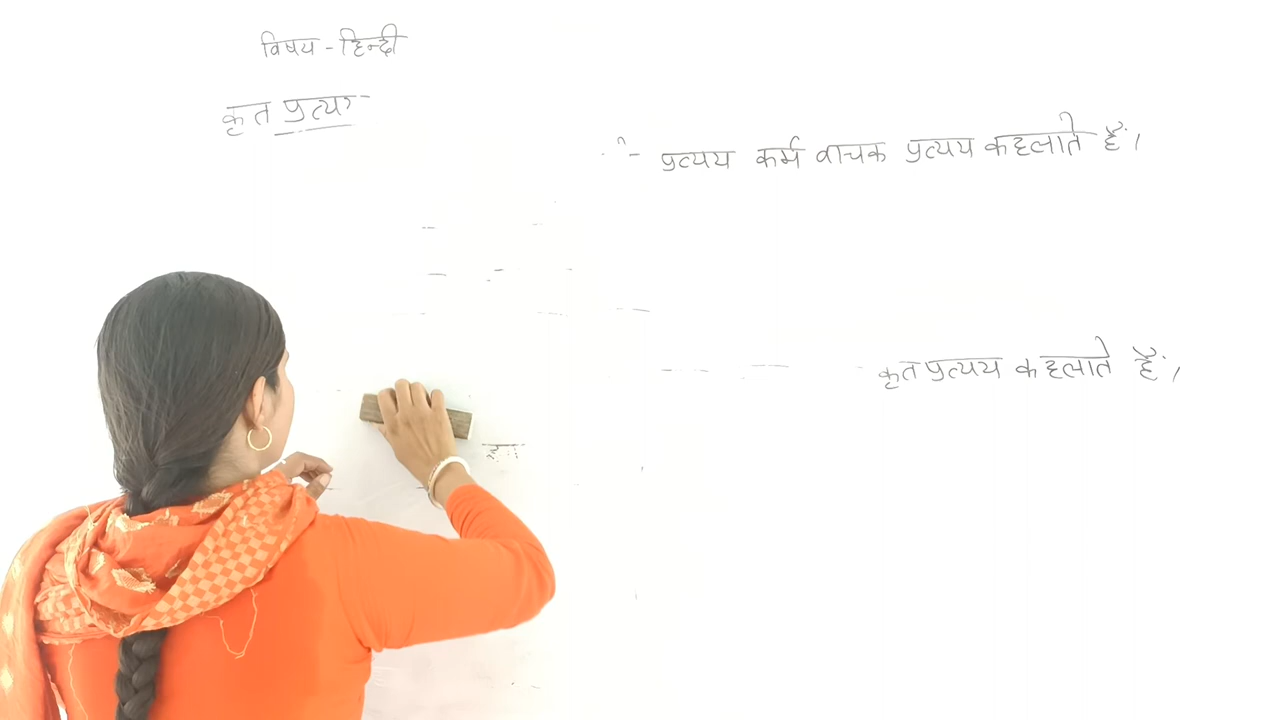 विषय - हिन्दी
कृत प्रत्यय
प्रत्यय कर्म वाचक प्रत्यय कहलाते हैं।
कृत प्रत्यय कहलाते हैं।